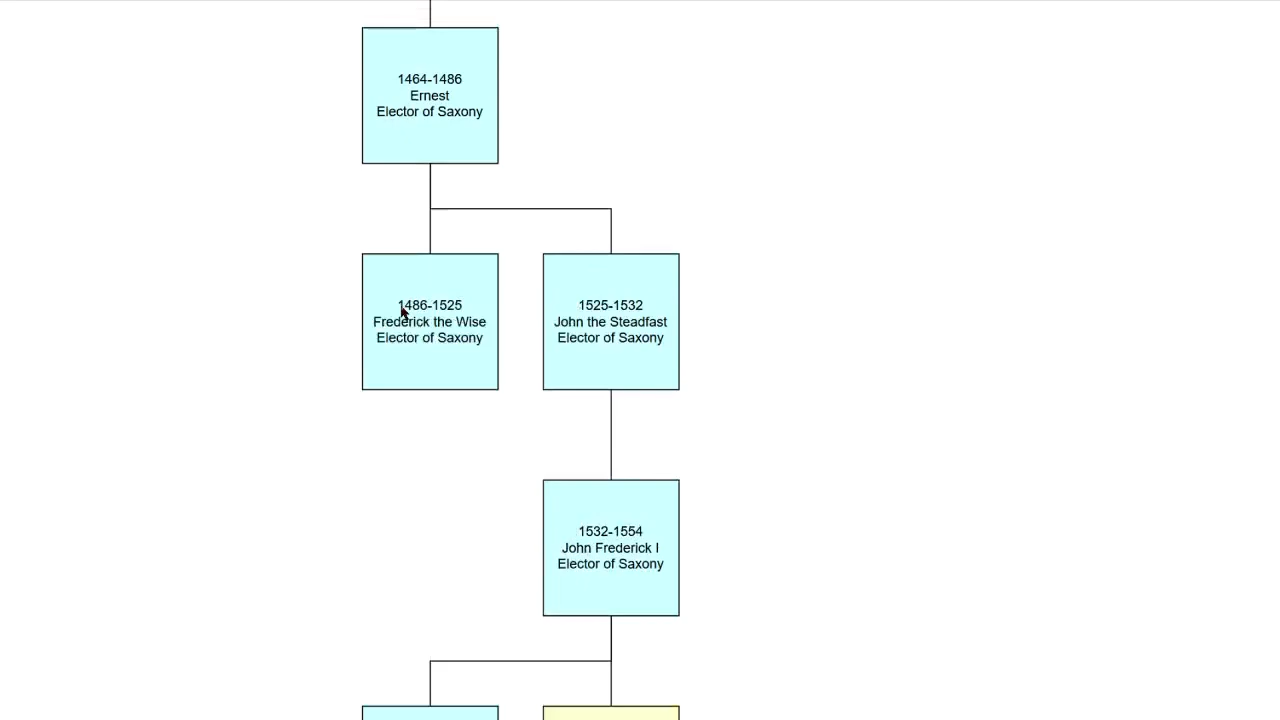 1464-1486
Ernest
Elector of Saxony
1486-1525
Frederick the Wise
Elector of Saxony
1525-1532
John the Steadfast
Elector of Saxony
1532-1554
John Frederick I
Elector of Saxony